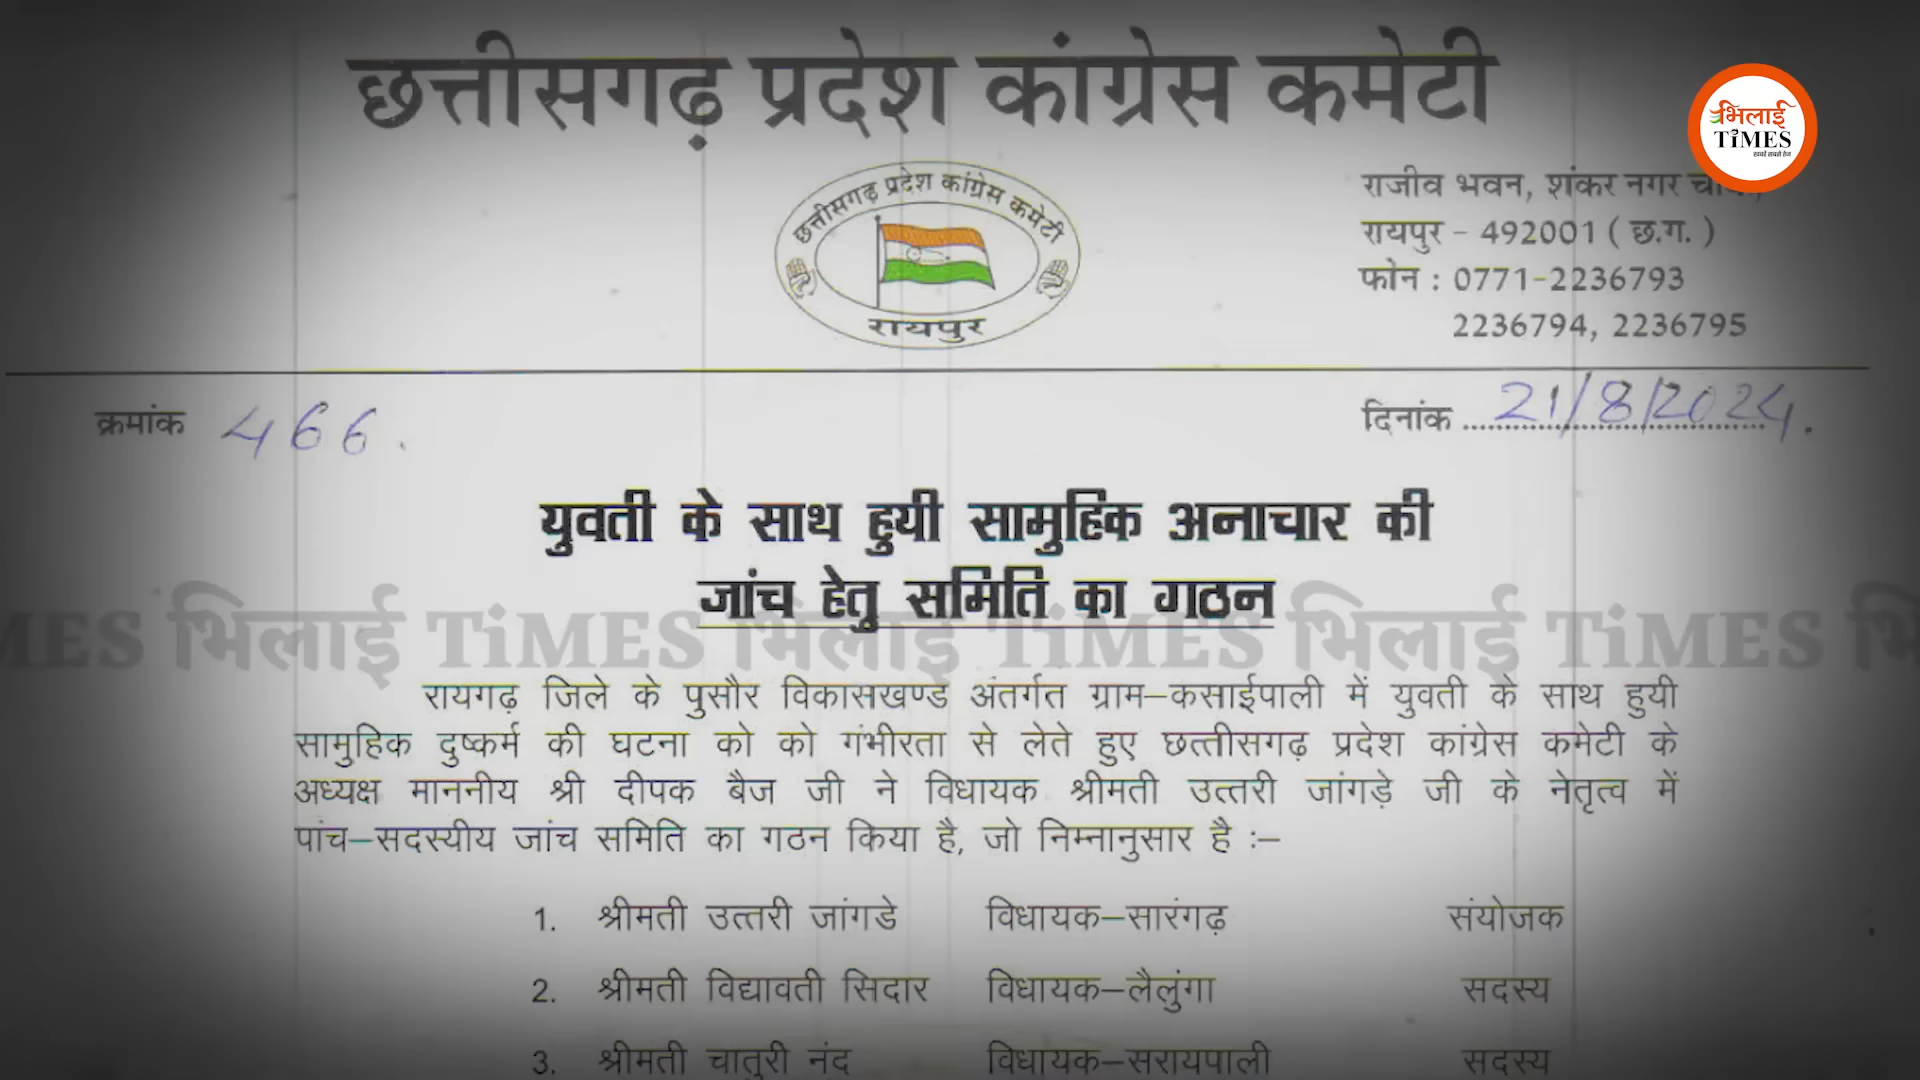 छत्तीसगढ़ प्रदेश कांग्रेस कमेटी
भिलाई
TiMES
छत्तीसगढ़ प्रदेश कांग्रेस कमेटी
रायपुर
राजीव भवन, शंकर नगर
रायपुर - 492001 ( छ.ग. )
फोन : 0771-2236793
2236794, 2236795
क्रमांक 466.
दिनांक 21/8/2024.
युवती के साथ हुयी सामुहिक अनाचार की
जांच हेतु समिति का गठन
MES भिलाई TiMES भिलाई TiMES भिलाई TiMES भि
रायगढ़ जिले के पुसौर विकासखण्ड अंतर्गत ग्राम–कसाईपाली में युवती के साथ हुयी
सामुहिक दुष्कर्म की घटना को को गंभीरता से लेते हुए छत्तीसगढ़ प्रदेश कांग्रेस कमेटी के
अध्यक्ष माननीय श्री दीपक बैज जी ने विधायक श्रीमती उत्तरी जांगड़े जी के नेतृत्व में
पांच–सदस्यीय जांच समिति का गठन किया है, जो निम्नानुसार है :–
1. श्रीमती उत्तरी जांगडे विधायक–सारंगढ़ संयोजक
2. श्रीमती विद्यावती सिदार विधायक–लैलुंगा सदस्य
3. श्रीमती चातुरी नंद विधायक–सरायपाली सदस्य